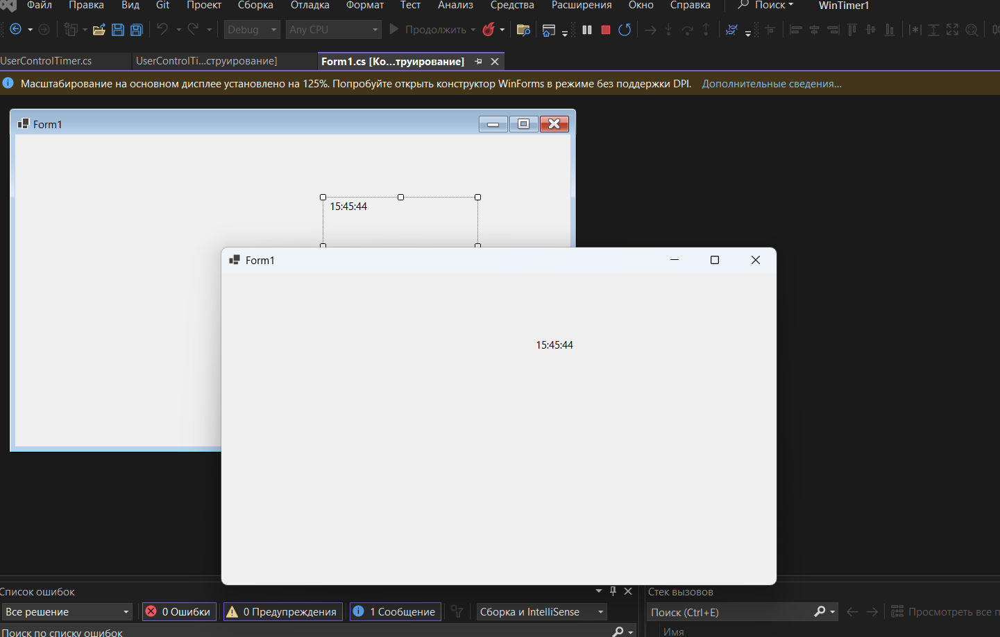 Файл Правка Вид Git Проект Сборка Отладка Формат Тест Анализ Средства Расширения Окно Справка Поиск WinTimer1
Debug Any CPU Продолжить
UserControlTimer.cs UserControlTi...струирование] Form1.cs [Ко...труирование]
Масштабирование на основном дисплее установлено на 125%. Попробуйте открыть конструктор WinForms в режиме без поддержки DPI. Дополнительные сведения...
Form1
15:45:44
Form1
15:45:44
Список ошибок
Все решение 0 Ошибки 0 Предупреждения 1 Сообщение Сборка и IntelliSense
Поиск по списку ошибок
Стек вызовов
Поиск (Ctrl+E) Просмотреть все п
Имя